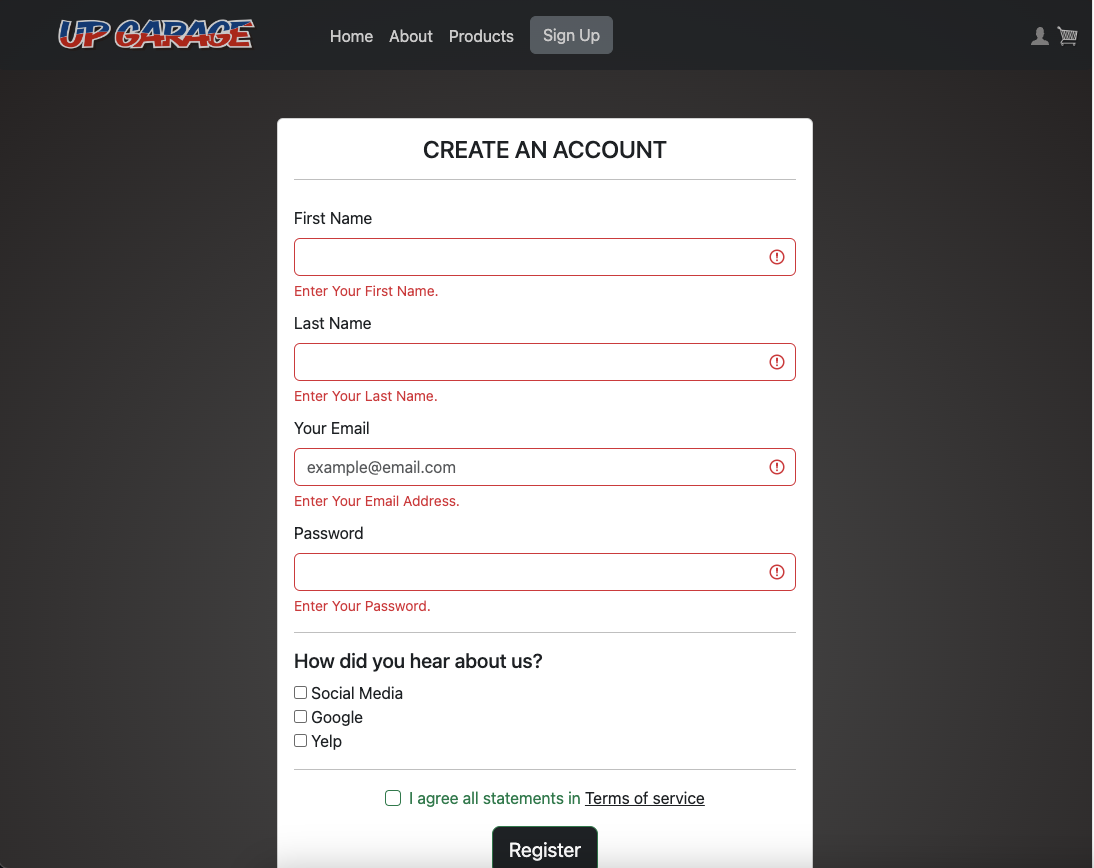 UP GARAGE
Home About Products Sign Up
CREATE AN ACCOUNT
First Name
Enter Your First Name.
Last Name
Enter Your Last Name.
Your Email
example@email.com
Enter Your Email Address.
Password
Enter Your Password.
How did you hear about us?
Social Media
Google
Yelp
I agree all statements in Terms of service
Register